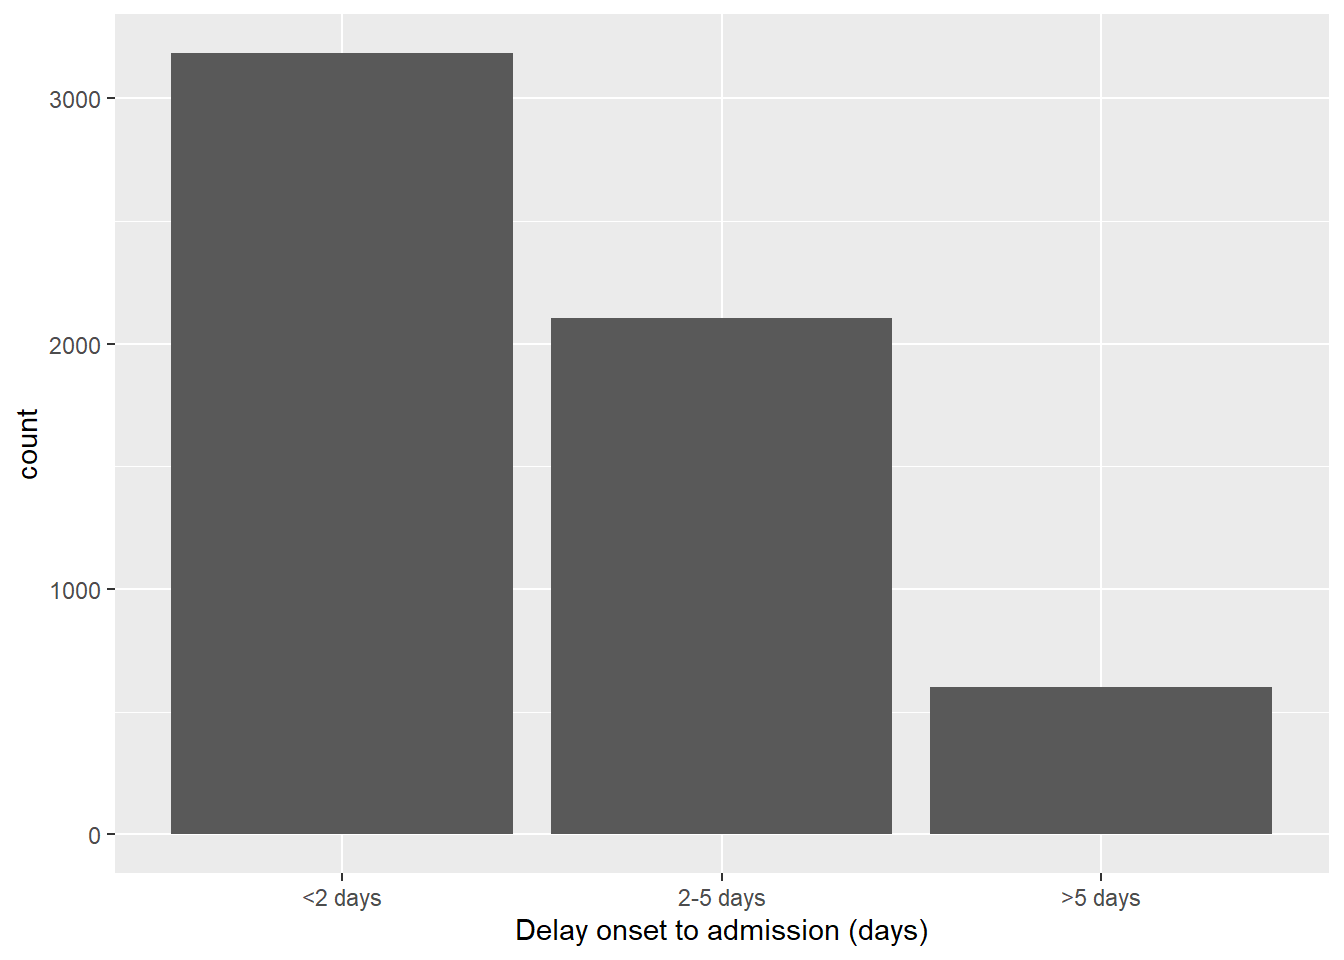 count
3000
2000
1000
0
<2 days
2-5 days
>5 days
Delay onset to admission (days)